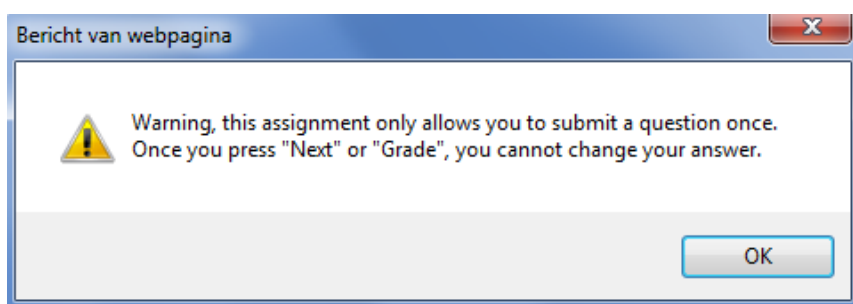 Bericht van webpagina
Warning, this assignment only allows you to submit a question once.
Once you press "Next" or "Grade", you cannot change your answer.
OK